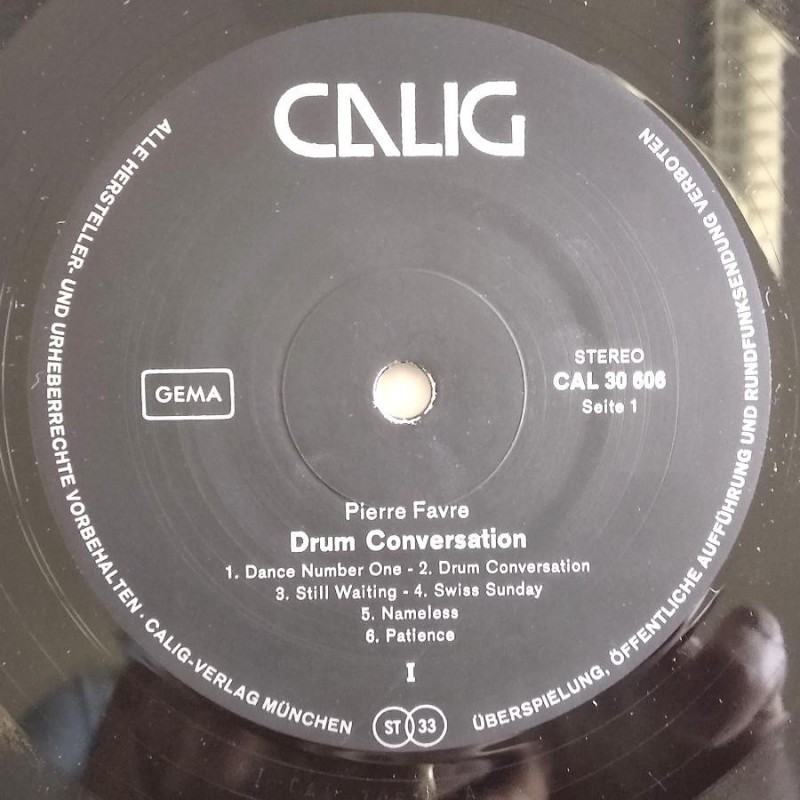 CALIG
ALLE HERSTELLER- UND URHEBERRECHTE VORBEHALTEN · CALIG-VERLAG MÜNCHEN
ST 33
ÜBERSPIELUNG, ÖFFENTLICHE AUFFÜHRUNG UND RUNDFUNKSENDUNG VERBOTEN
GEMA
STEREO
CAL 30 606
Seite 1
Pierre Favre
Drum Conversation
1. Dance Number One - 2. Drum Conversation
3. Still Waiting - 4. Swiss Sunday
5. Nameless
6. Patience
I